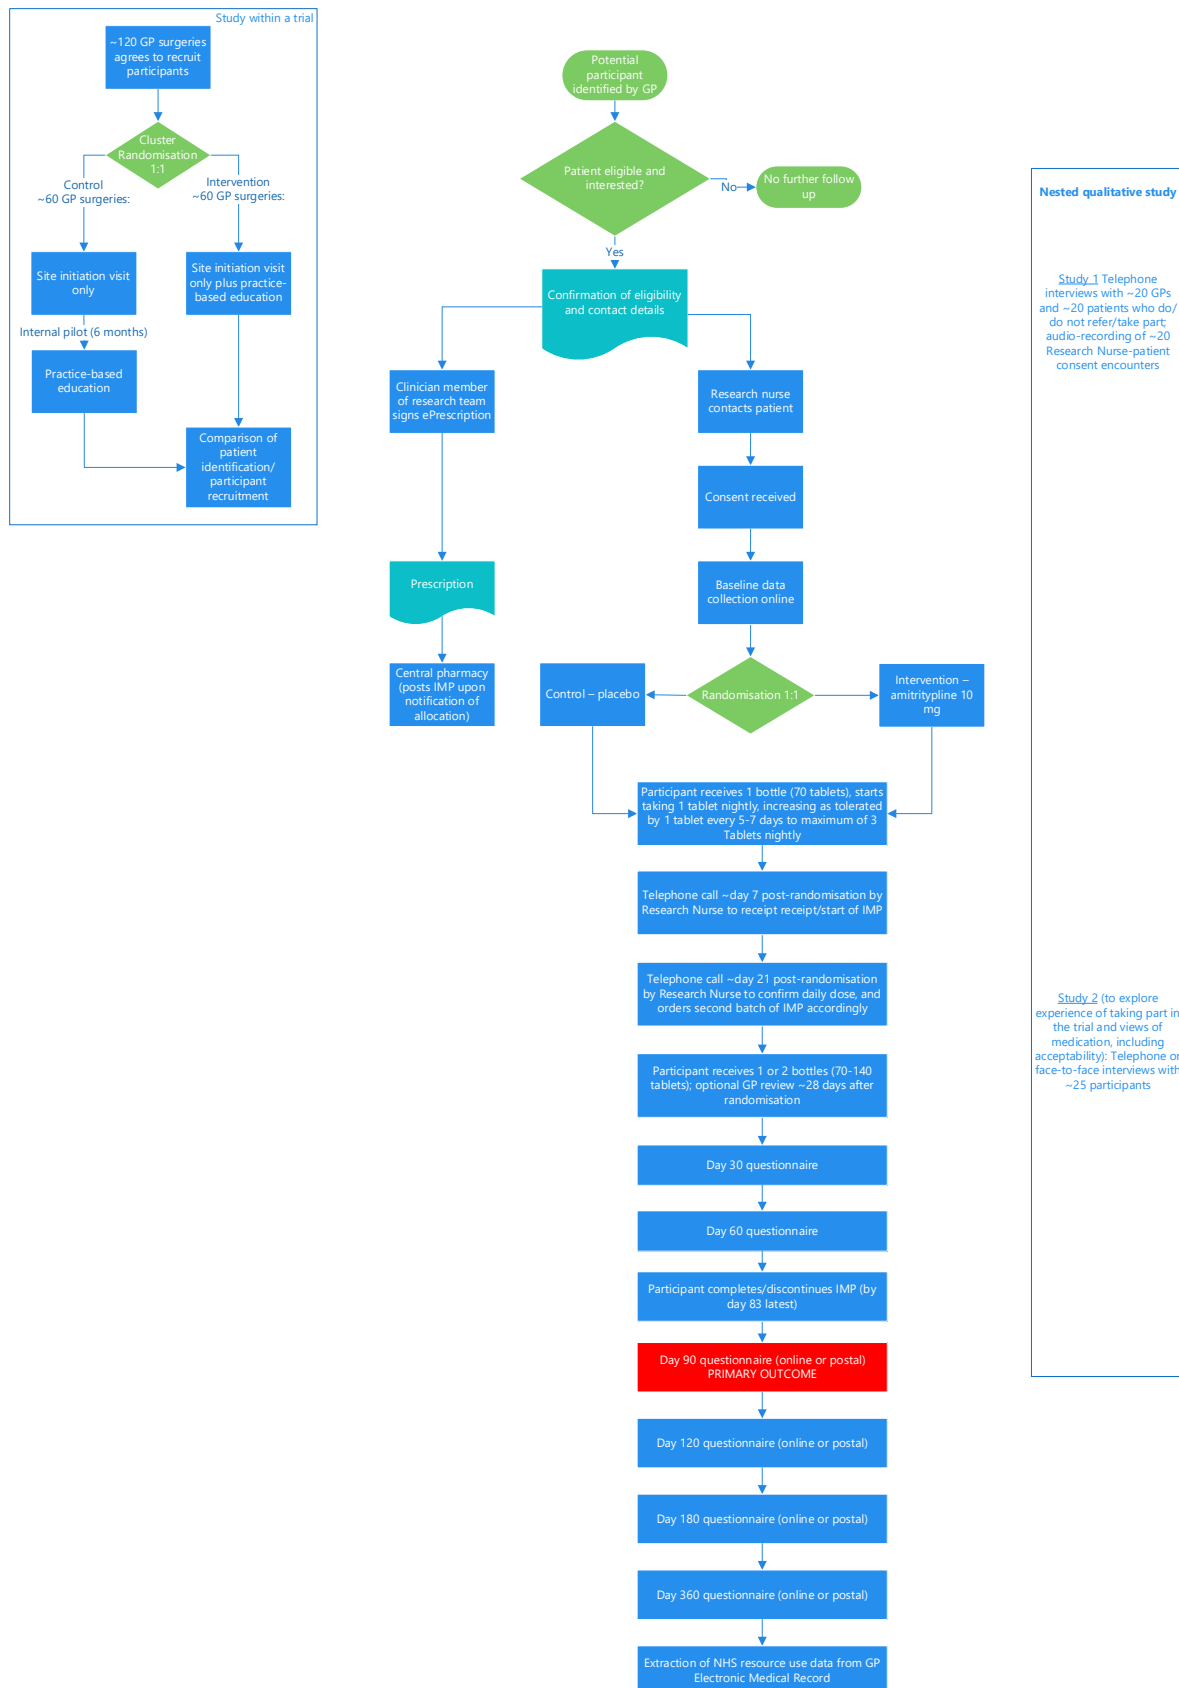 Study within a trial
~120 GP surgeries
agrees to recruit
participants
Cluster
Randomisation
1:1
Control
~60 GP surgeries:
Intervention
~60 GP surgeries:
Site initiation visit
only
Site initiation visit
only plus practice-
based education
Internal pilot (6 months)
Practice-based
education
Comparison of
patient
identification/
participant
recruitment
Potential
participant
identified by GP
Patient eligible and
interested?
No
No further follow
up
Yes
Confirmation of eligibility
and contact details
Clinician member
of research team
signs ePrescription
Research nurse
contacts patient
Consent received
Prescription
Baseline data
collection online
Central pharmacy
(posts IMP upon
notification of
allocation)
Control – placebo
Randomisation 1:1
Intervention –
amitritypline 10
mg
Participant receives 1 bottle (70 tablets), starts
taking 1 tablet nightly, increasing as tolerated
by 1 tablet every 5-7 days to maximum of 3
Tablets nightly
Telephone call ~day 7 post-randomisation by
Research Nurse to receipt receipt/start of IMP
Telephone call ~day 21 post-randomisation
by Research Nurse to confirm daily dose, and
orders second batch of IMP accordingly
Participant receives 1 or 2 bottles (70-140
tablets); optional GP review ~28 days after
randomisation
Day 30 questionnaire
Day 60 questionnaire
Participant completes/discontinues IMP (by
day 83 latest)
Day 90 questionnaire (online or postal)
PRIMARY OUTCOME
Day 120 questionnaire (online or postal)
Day 180 questionnaire (online or postal)
Day 360 questionnaire (online or postal)
Extraction of NHS resource use data from GP
Electronic Medical Record
Nested qualitative study
Study 1 Telephone
interviews with ~20 GPs
and ~20 patients who do/
do not refer/take part;
audio-recording of ~20
Research Nurse-patient
consent encounters
Study 2 (to explore
experience of taking part in
the trial and views of
medication, including
acceptability): Telephone or
face-to-face interviews with
~25 participants